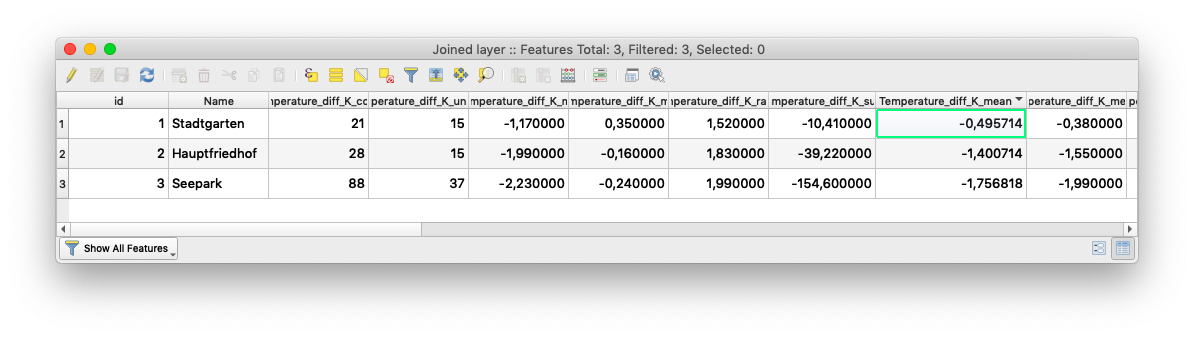 Joined layer :: Features Total: 3, Filtered: 3, Selected: 0
id Name nperature_diff_K_co perature_diff_K_un mperature_diff_K_n mperature_diff_K_m perature_diff_K_ra mperature_diff_K_su Temperature_diff_K_mean perature_diff_K_me pe
1 1 Stadtgarten 21 15 -1,170000 0,350000 1,520000 -10,410000 -0,495714 -0,380000
2 2 Hauptfriedhof 28 15 -1,990000 -0,160000 1,830000 -39,220000 -1,400714 -1,550000
3 3 Seepark 88 37 -2,230000 -0,240000 1,990000 -154,600000 -1,756818 -1,990000
Show All Features